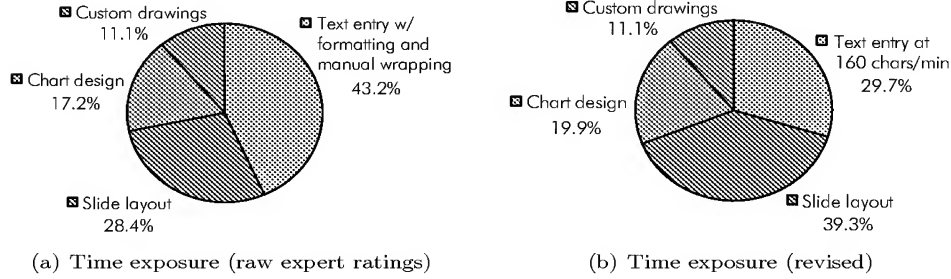 Custom drawings
11.1%
Text entry w/
formatting and
manual wrapping
43.2%
Chart design
17.2%
Slide layout
28.4%
(a) Time exposure (raw expert ratings)
Custom drawings
11.1%
Text entry at
160 chars/min
29.7%
Chart design
19.9%
Slide layout
39.3%
(b) Time exposure (revised)